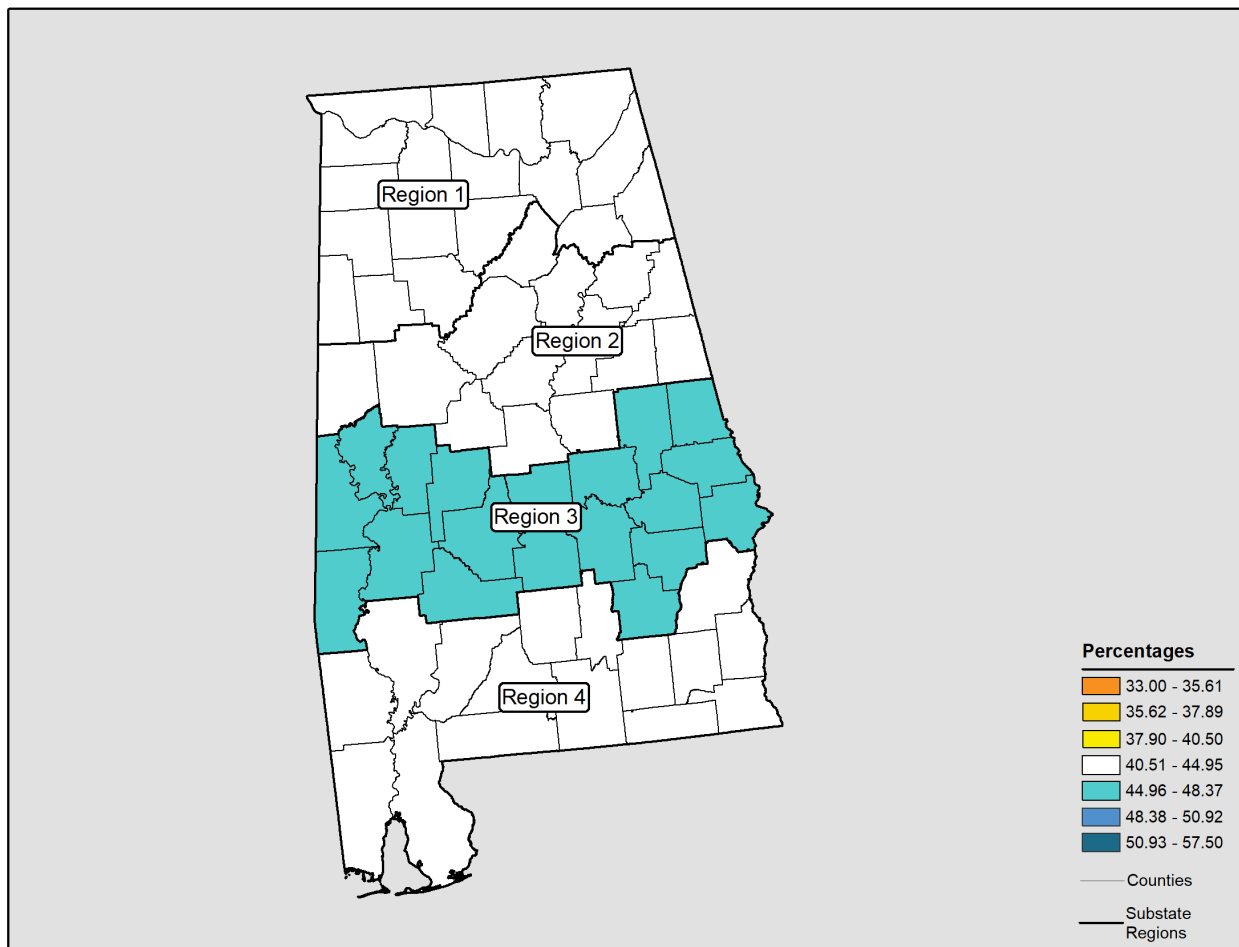 Region 1
Region 2
Region 3
Region 4
Percentages
33.00 - 35.61
35.62 - 37.89
37.90 - 40.50
40.51 - 44.95
44.96 - 48.37
48.38 - 50.92
50.93 - 57.50
Counties
Substate
Regions